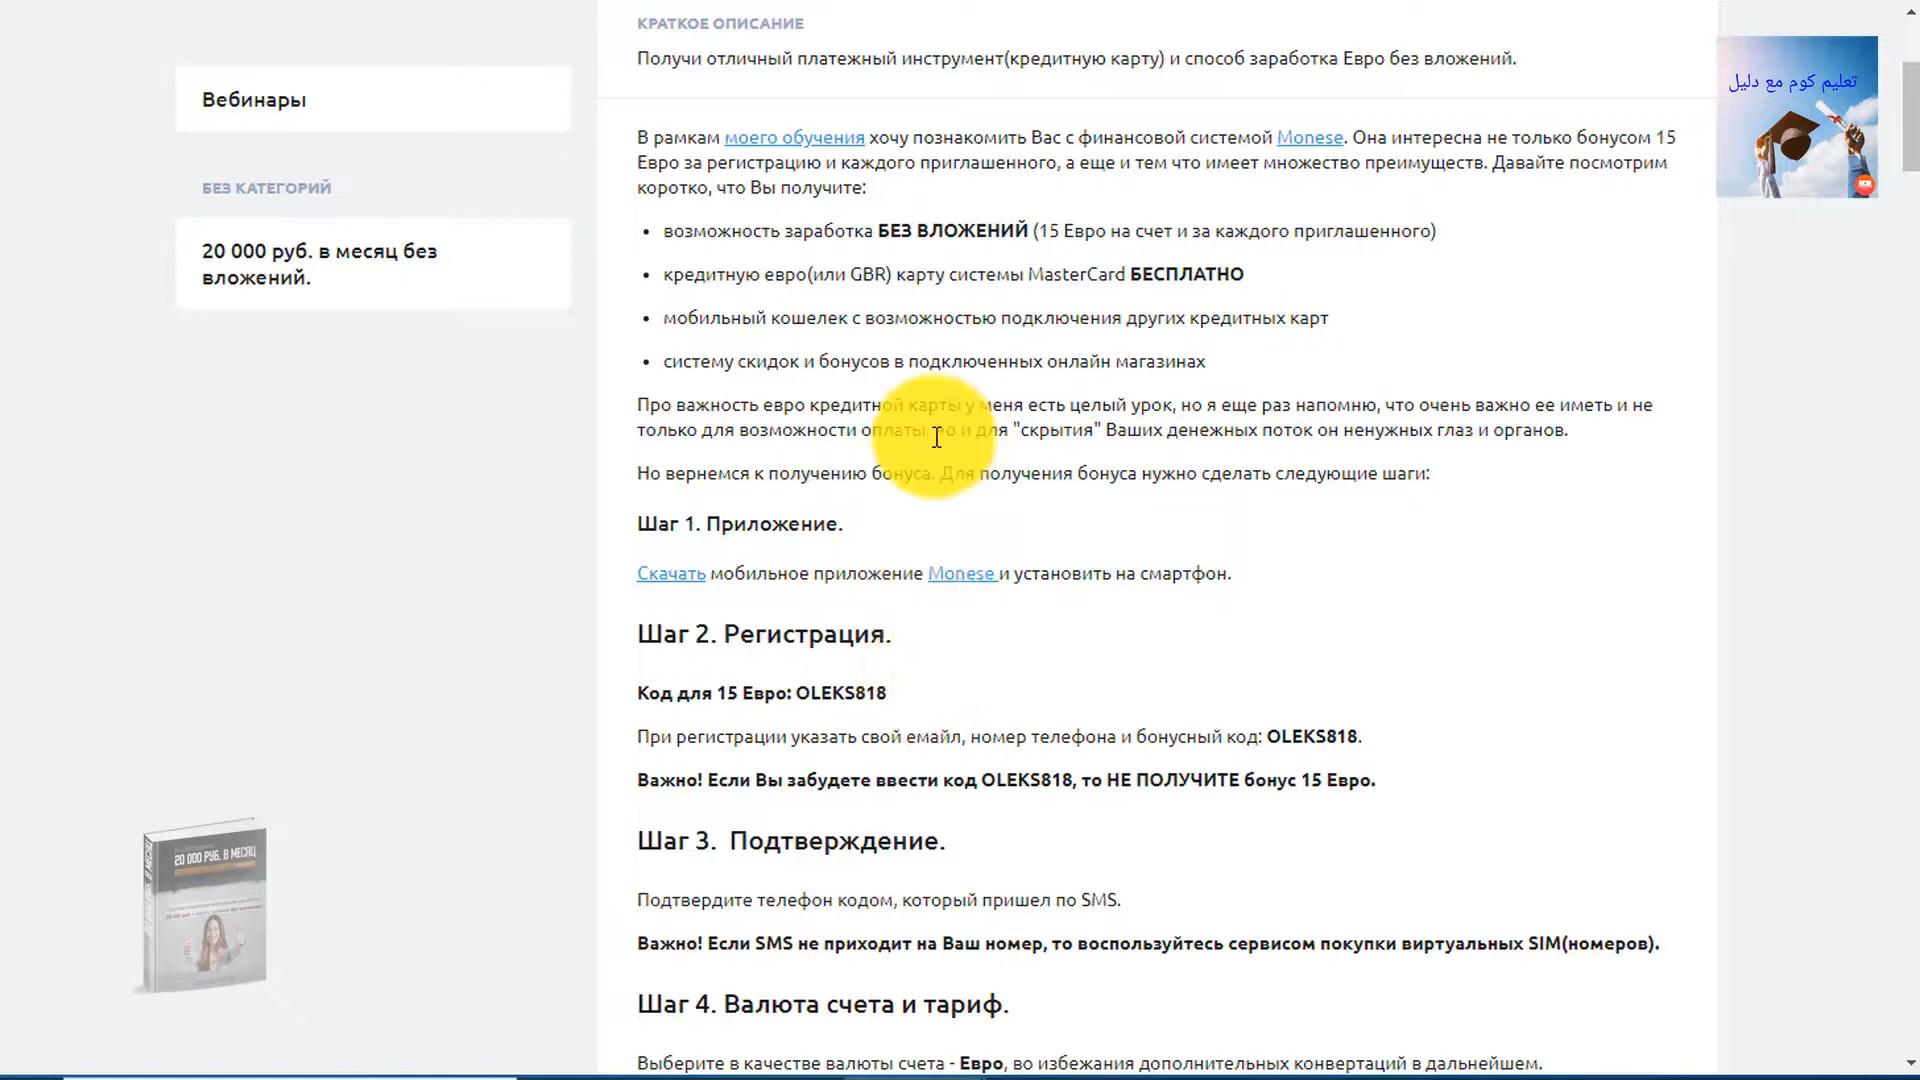 КРАТКОЕ ОПИСАНИЕ
Получи отличный платежный инструмент(кредитную карту) и способ заработка Евро без вложений.
Вебинары
БЕЗ КАТЕГОРИЙ
20 000 руб. в месяц без
вложений.
تعليم كوم مع دليل
В рамкам моего обучения хочу познакомить Вас с финансовой системой Monese. Она интересна не только бонусом 15
Евро за регистрацию и каждого приглашенного, а еще и тем что имеет множество преимуществ. Давайте посмотрим
коротко, что Вы получите:
• возможность заработка БЕЗ ВЛОЖЕНИЙ (15 Евро на счет и за каждого приглашенного)
• кредитную евро(или GBR) карту системы MasterCard БЕСПЛАТНО
• мобильный кошелек с возможностью подключения других кредитных карт
• систему скидок и бонусов в подключенных онлайн магазинах
Про важность евро кредитной карты у меня есть целый урок, но я еще раз напомню, что очень важно ее иметь и не
только для возможности оплаты, но и для "скрытия" Ваших денежных поток он ненужных глаз и органов.
Но вернемся к получению бонуса. Для получения бонуса нужно сделать следующие шаги:
Шаг 1. Приложение.
Скачать мобильное приложение Monese и установить на смартфон.
Шаг 2. Регистрация.
Код для 15 Евро: OLEKS818
При регистрации указать свой емайл, номер телефона и бонусный код: OLEKS818.
Важно! Если Вы забудете ввести код OLEKS818, то НЕ ПОЛУЧИТЕ бонус 15 Евро.
Шаг 3. Подтверждение.
Подтвердите телефон кодом, который пришел по SMS.
Важно! Если SMS не приходит на Ваш номер, то воспользуйтесь сервисом покупки виртуальных SIM(номеров).
Шаг 4. Валюта счета и тариф.
Выберите в качестве валюты счета - Евро, во избежания дополнительных конвертаций в дальнейшем.
20 000 РУБ. В МЕСЯЦ